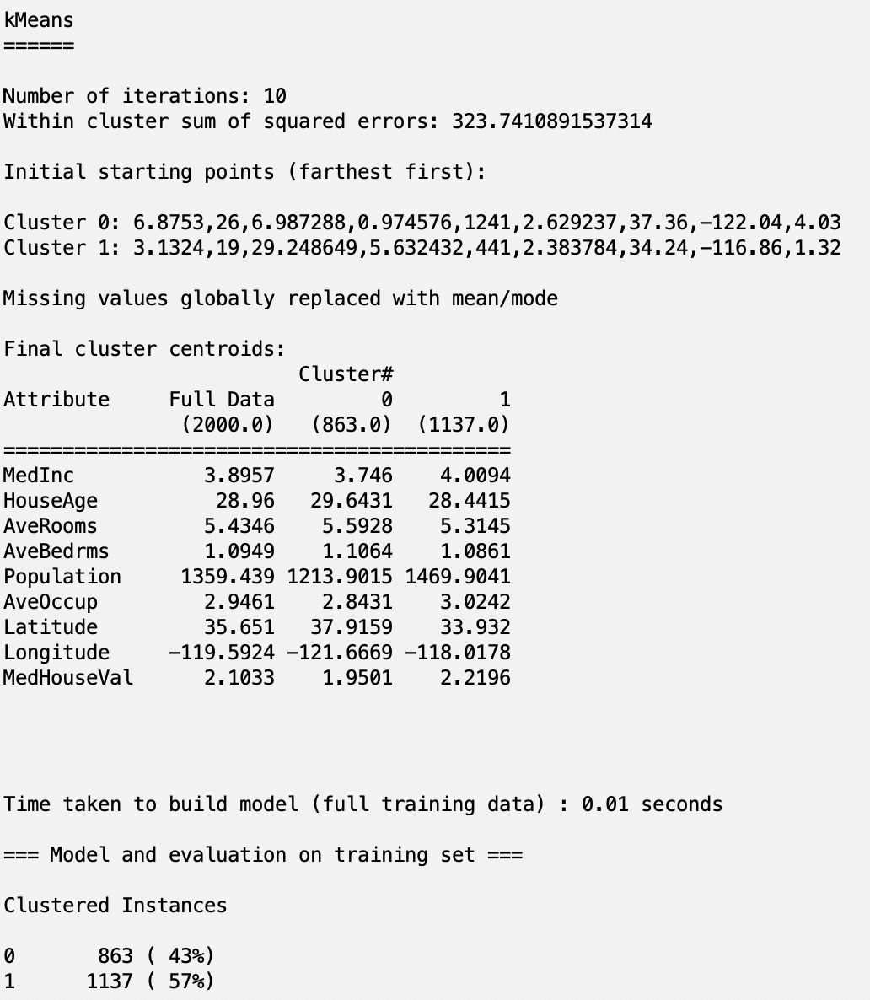 kMeans
======
Number of iterations: 10
Within cluster sum of squared errors: 323.7410891537314
Initial starting points (farthest first):
Cluster 0: 6.8753,26,6.987288,0.974576,1241,2.629237,37.36,-122.04,4.03
Cluster 1: 3.1324,19,29.248649,5.632432,441,2.383784,34.24,-116.86,1.32
Missing values globally replaced with mean/mode
Final cluster centroids:
                         Cluster#
Attribute     Full Data         0         1
               (2000.0)   (863.0)  (1137.0)
===========================================
MedInc           3.8957     3.746    4.0094
HouseAge          28.96   29.6431   28.4415
AveRooms         5.4346    5.5928    5.3145
AveBedrms        1.0949    1.1064    1.0861
Population     1359.439 1213.9015 1469.9041
AveOccup         2.9461    2.8431    3.0242
Latitude         35.651   37.9159    33.932
Longitude     -119.5924 -121.6669 -118.0178
MedHouseVal      2.1033    1.9501    2.2196
Time taken to build model (full training data) : 0.01 seconds
=== Model and evaluation on training set ===
Clustered Instances
0       863 ( 43%)
1      1137 ( 57%)